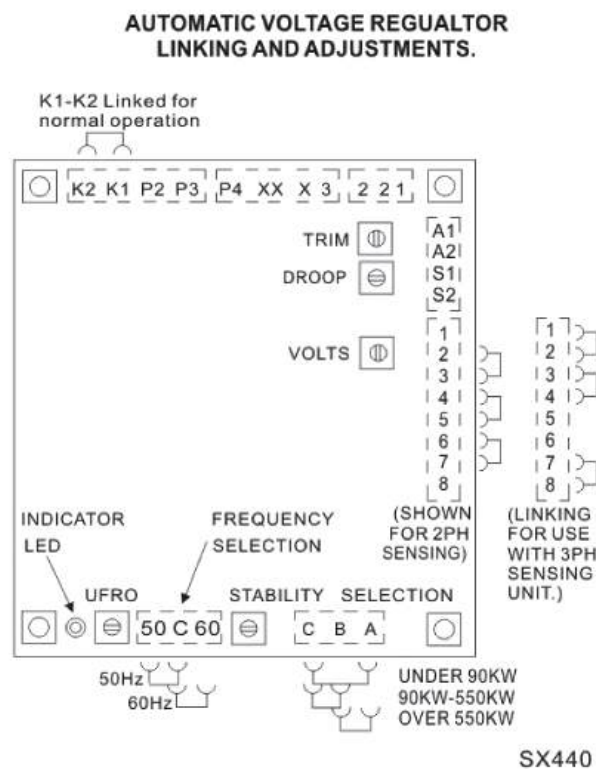 AUTOMATIC VOLTAGE REGUALTOR
LINKING AND ADJUSTMENTS.
K1-K2 Linked for
normal operation
K2 K1 P2 P3 P4 XX X 3 2 2 1
TRIM
DROOP
VOLTS
A1
A2
S1
S2
1
2
3
4
5
6
7
8
1
2
3
4
5
6
7
8
(SHOWN
FOR 2PH
SENSING)
(LINKING
FOR USE
WITH 3PH
SENSING
UNIT.)
INDICATOR
LED
FREQUENCY
SELECTION
UFRO
STABILITY SELECTION
50 C 60
C B A
50Hz
60Hz
UNDER 90KW
90KW-550KW
OVER 550KW
SX440